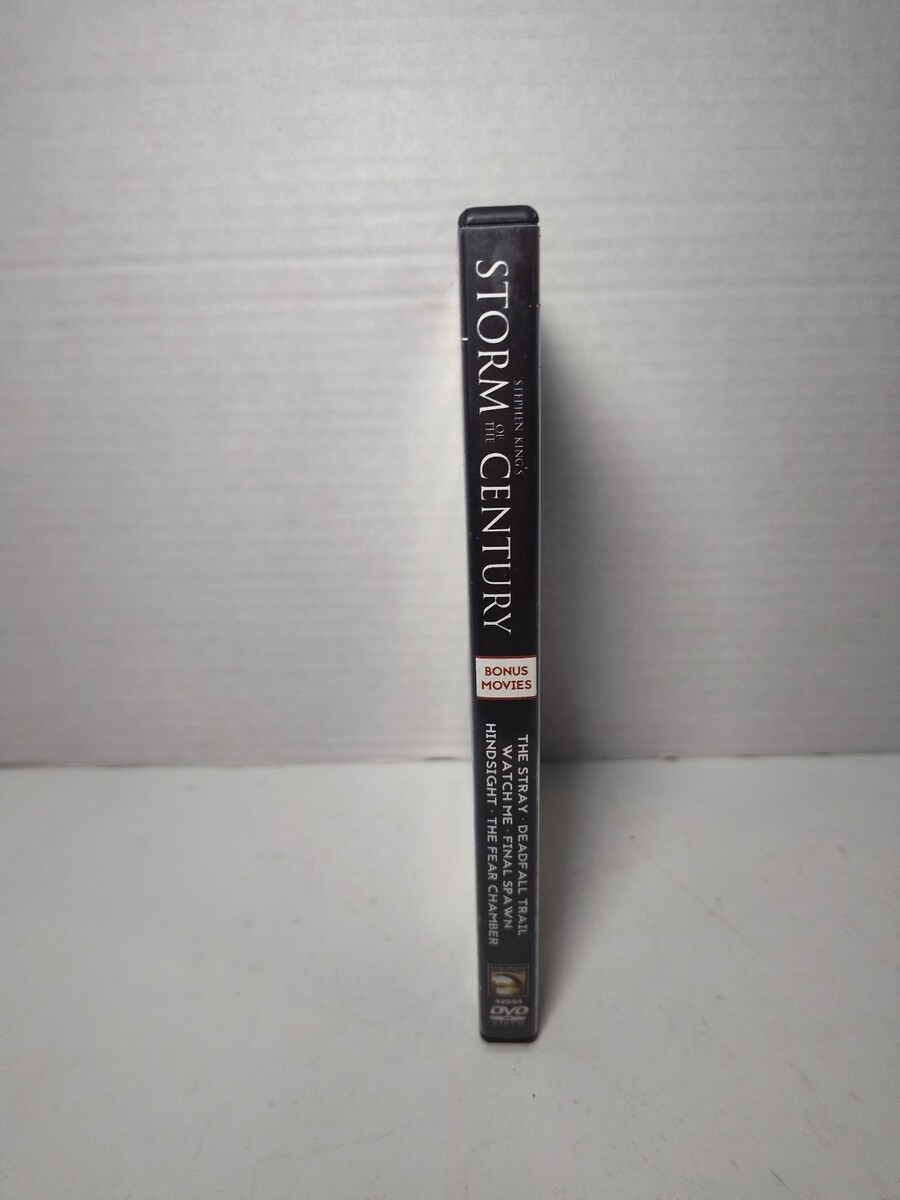 STEPHEN KING'S
STORM OF THE CENTURY
BONUS
MOVIES
THE STRAY · DEADFALL TRAIL
WATCH ME · FINAL SPAWN
HINDSIGHT · THE FEAR CHAMBER
DVD
VIDEO